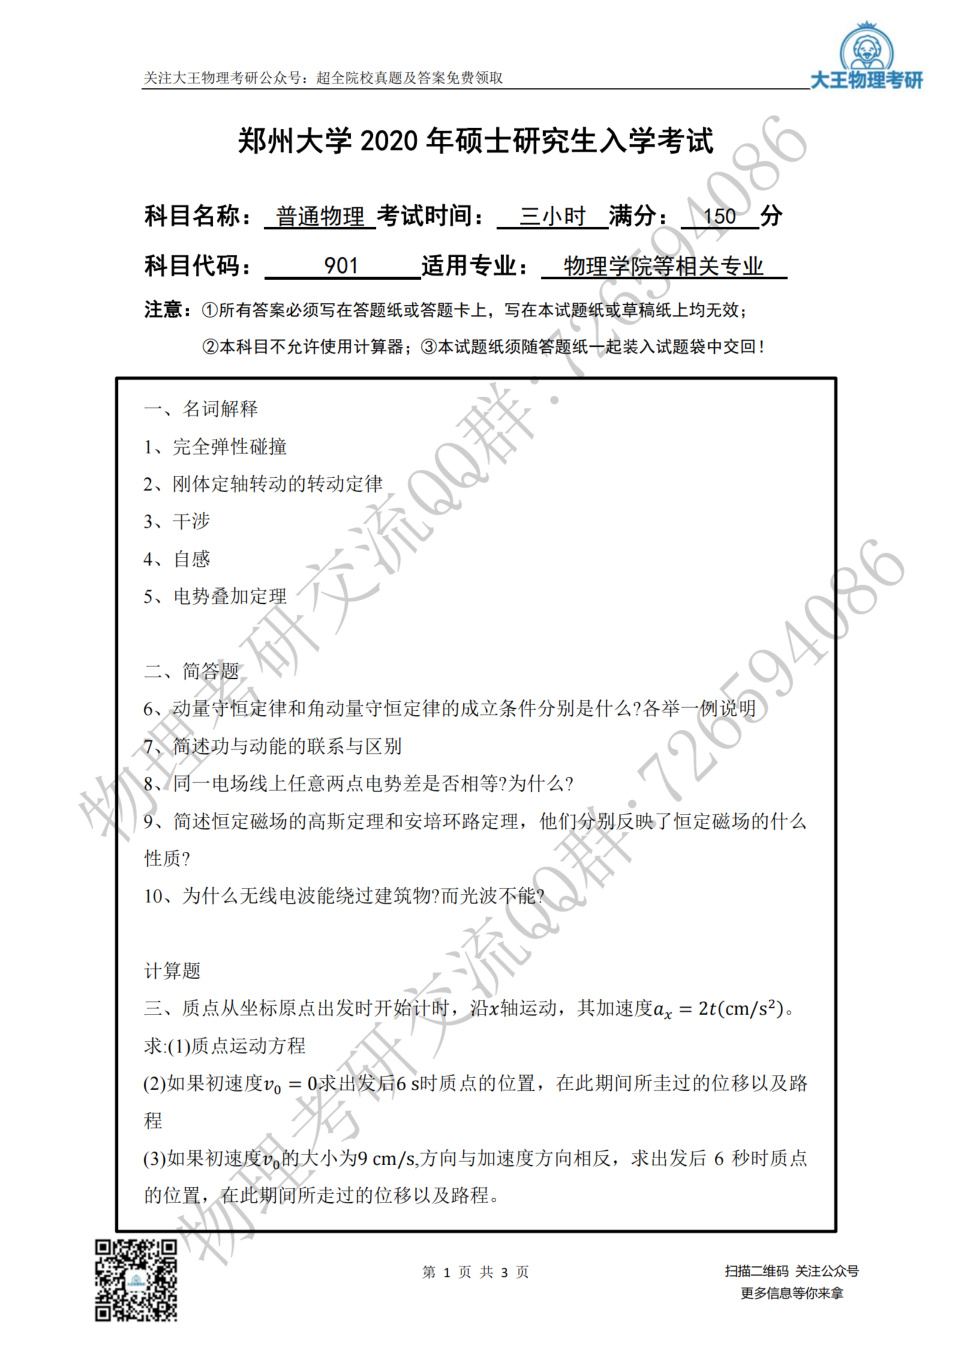 关注大王物理考研公众号：超全院校真题及答案免费领取
大王物理考研
郑州大学 2020 年硕士研究生入学考试
科目名称： 普通物理 考试时间： 三小时 满分： 150 分
科目代码： 901 适用专业： 物理学院等相关专业
注意：①所有答案必须写在答题纸或答题卡上，写在本试题纸或草稿纸上均无效；
②本科目不允许使用计算器；③本试题纸须随答题纸一起装入试题袋中交回！
一、名词解释
1、完全弹性碰撞
2、刚体定轴转动的转动定律
3、干涉
4、自感
5、电势叠加定理
二、简答题
6、动量守恒定律和角动量守恒定律的成立条件分别是什么?各举一例说明
7、简述功与动能的联系与区别
8、同一电场线上任意两点电势差是否相等?为什么?
9、简述恒定磁场的高斯定理和安培环路定理，他们分别反映了恒定磁场的什么
性质?
10、为什么无线电波能绕过建筑物?而光波不能?
计算题
三、质点从坐标原点出发时开始计时，沿x轴运动，其加速度aₓ = 2t(cm/s²)。
求:(1)质点运动方程
(2)如果初速度v₀ = 0求出发后6 s时质点的位置，在此期间所圭过的位移以及路
程
(3)如果初速度v₀的大小为9 cm/s,方向与加速度方向相反，求出发后 6 秒时质点
的位置，在此期间所走过的位移以及路程。
物理考研交流QQ群：726594086
物理考研交流QQ群：726594086
第 1 页 共 3 页
扫描二维码 关注公众号
更多信息等你来拿